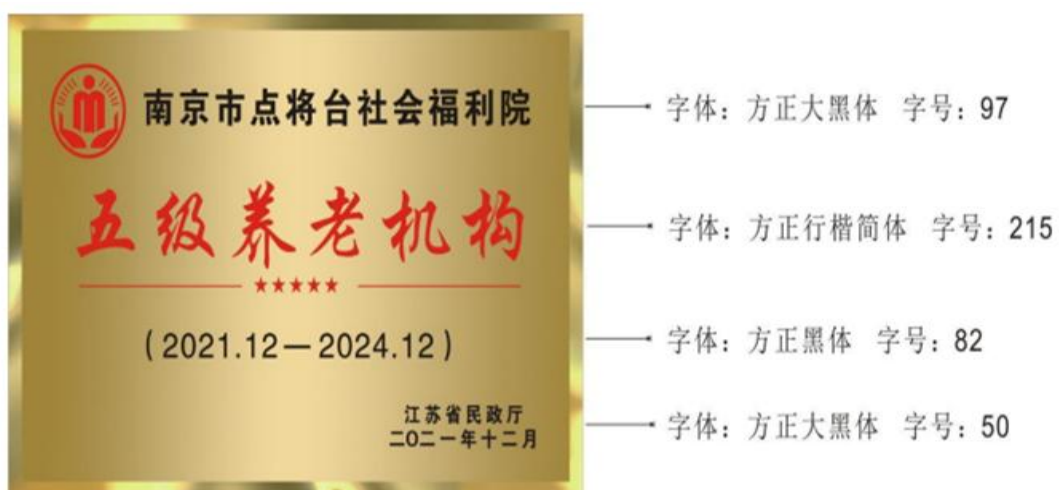 南京市点将台社会福利院
字体：方正大黑体 字号：97
五级养老机构
字体：方正行楷简体 字号：215
★★★★★
（2021.12—2024.12）
字体：方正黑体 字号：82
江苏省民政厅
二〇二一年十二月
字体：方正大黑体 字号：50